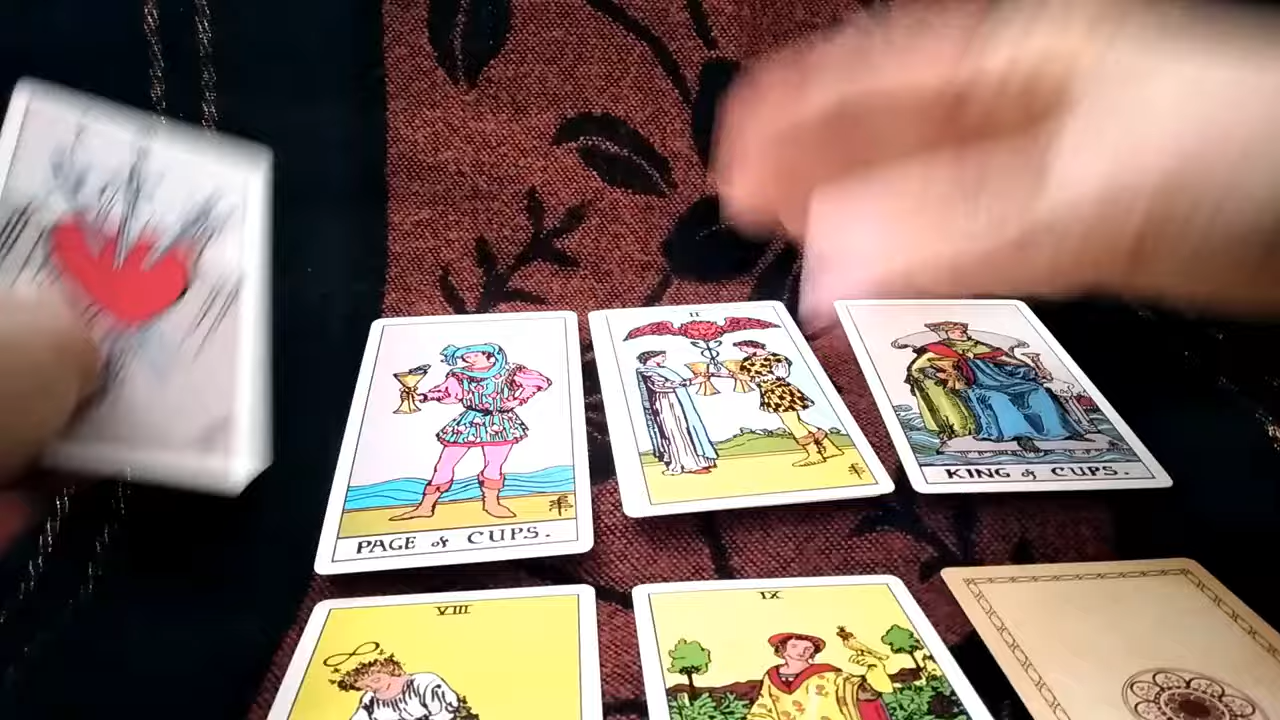 II
PAGE of CUPS.
KING of CUPS.
VIII
IX